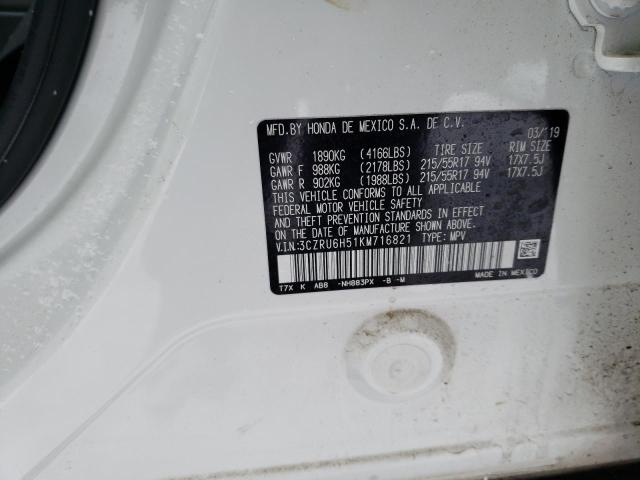 MFD.BY HONDA DE MEXICO S.A. DE C.V. 03/19
GVWR 1890KG (4166LBS) TIRE SIZE RIM SIZE
GAWR F 988KG (2178LBS) 215/55R17 94V 17X7.5J
GAWR R 902KG (1988LBS) 215/55R17 94V 17X7.5J
THIS VEHICLE CONFORMS TO ALL APPLICABLE
FEDERAL MOTOR VEHICLE SAFETY
AND THEFT PREVENTION STANDARDS IN EFFECT
ON THE DATE OF MANUFACTURE SHOWN ABOVE.
V.IN:3CZRU6H51KM716821 TYPE: MPV
T7X K AB8 -NH883PX -B -M MADE IN MEXICO